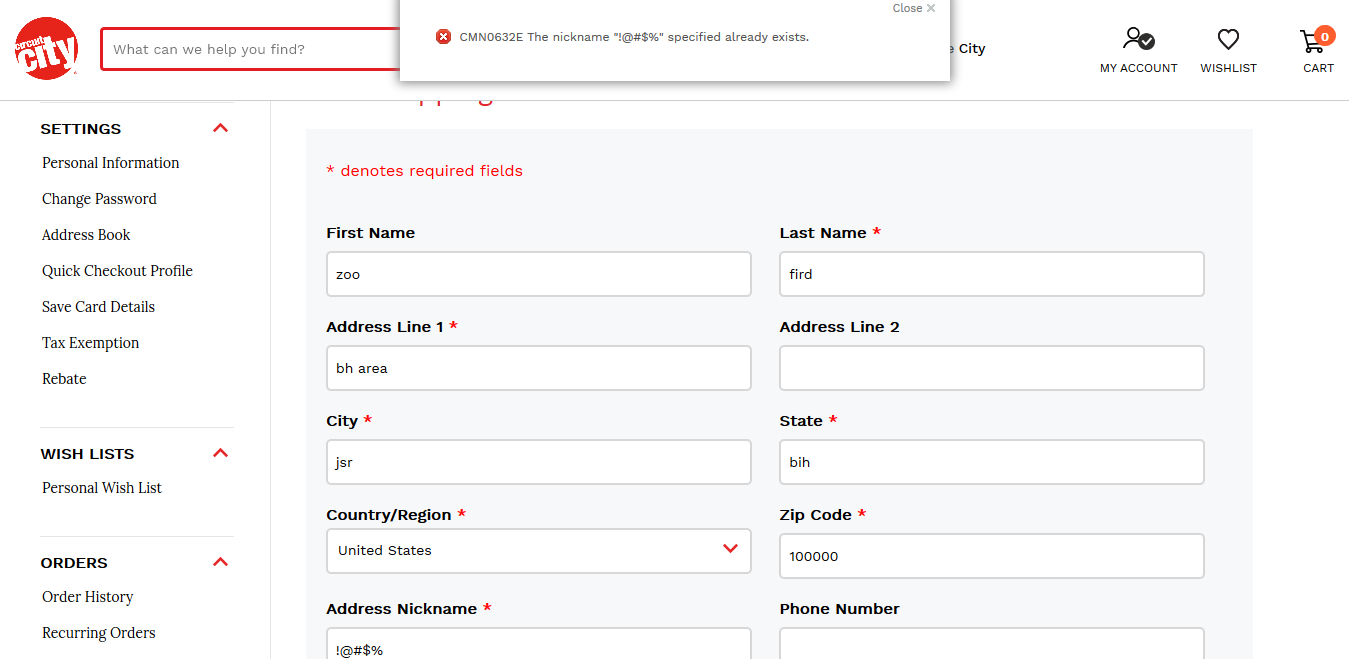 Close
CMN0632E The nickname "!@#$%" specified already exists.
circuit
city
What can we help you find?
City
MY ACCOUNT
WISHLIST
0
CART
SETTINGS
Personal Information
Change Password
Address Book
Quick Checkout Profile
Save Card Details
Tax Exemption
Rebate
WISH LISTS
Personal Wish List
ORDERS
Order History
Recurring Orders
* denotes required fields
First Name
Last Name *
zoo
fird
Address Line 1 *
Address Line 2
bh area
City *
State *
jsr
bih
Country/Region *
Zip Code *
United States
100000
Address Nickname *
Phone Number
!@#$%